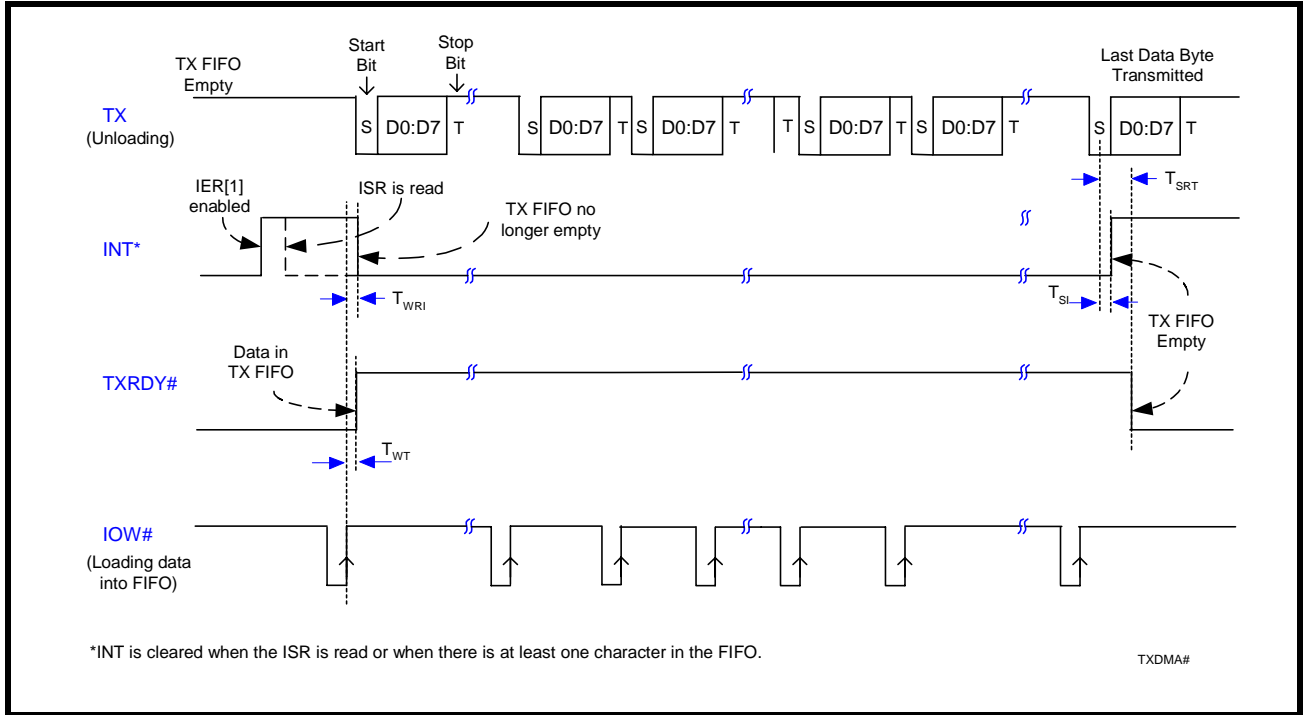 Start
Bit
Stop
Bit
TX FIFO
Empty
Last Data Byte
Transmitted
TX
(Unloading)
S D0:D7 T S D0:D7 T S D0:D7 T T S D0:D7 T S D0:D7 T S D0:D7 T
TSRT
IER[1]
enabled
ISR is read
TX FIFO no
longer empty
INT*
TWRI
TSI
TX FIFO
Empty
Data in
TX FIFO
TXRDY#
TWT
IOW#
(Loading data
into FIFO)
*INT is cleared when the ISR is read or when there is at least one character in the FIFO.
TXDMA#